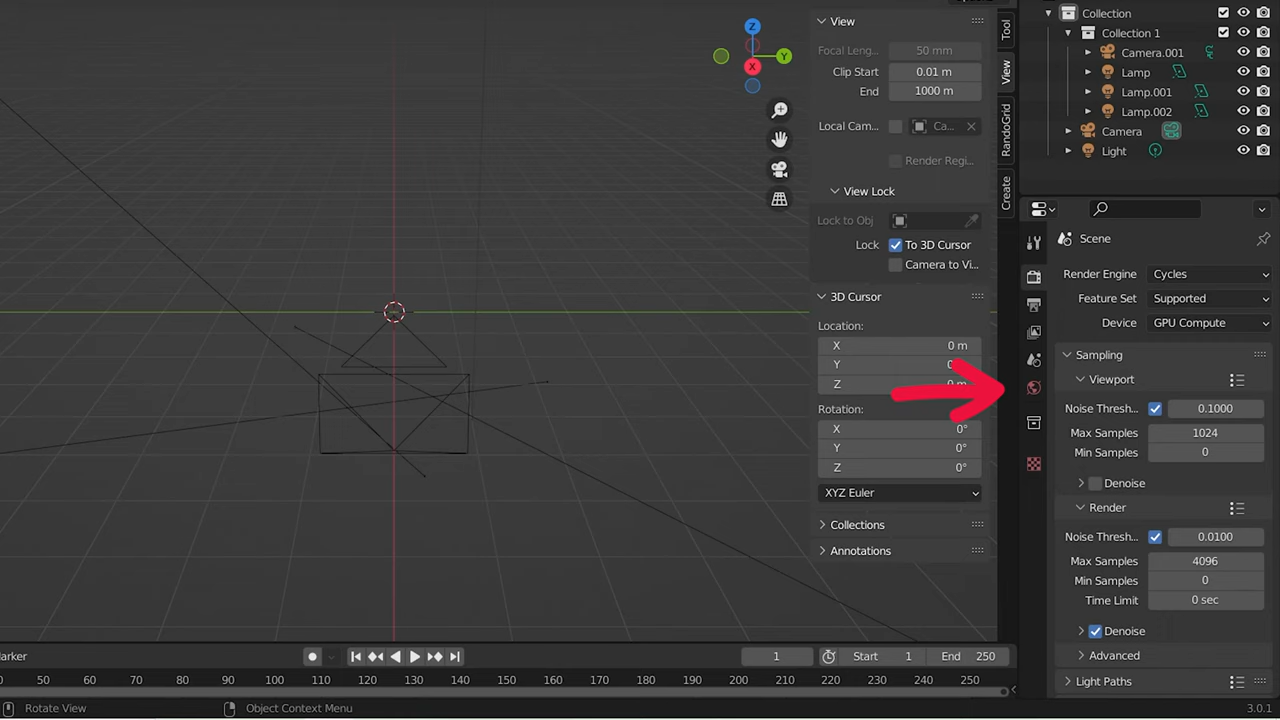 View
Focal Leng...
50 mm
Clip Start
0.01 m
End
1000 m
Local Cam...
Ca...
Render Regi...
View Lock
Lock to Obj
Lock
To 3D Cursor
Camera to Vi...
3D Cursor
Location:
X
0 m
Y
Z
0 m
Rotation:
X
0°
Y
0°
Z
0°
XYZ Euler
Collections
Annotations
Z
Y
X
Tool
View
RandoGrid
Create
Collection
Collection 1
Camera.001
Lamp
Lamp.001
Lamp.002
Camera
Light
Scene
Render Engine
Cycles
Feature Set
Supported
Device
GPU Compute
Sampling
Viewport
Noise Thresh..
0.1000
Max Samples
1024
Min Samples
0
Denoise
Render
Noise Thresh..
0.0100
Max Samples
4096
Min Samples
0
Time Limit
0 sec
Denoise
Advanced
Light Paths
arker
1
Start
1
End
250
50 60 70 80 90 100 110 120 130 140 150 160 170 180 190 200 210 220 230 240 250
Rotate View
Object Context Menu
3.0.1